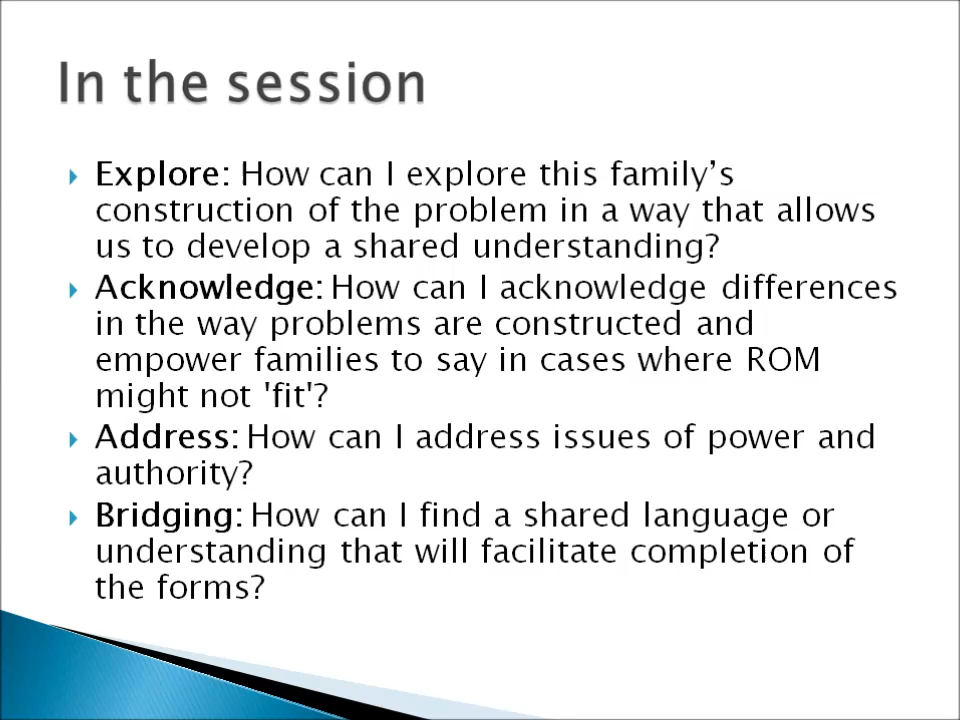 In the session
Explore: How can I explore this family’s
construction of the problem in a way that allows
us to develop a shared understanding?
Acknowledge: How can I acknowledge differences
in the way problems are constructed and
empower families to say in cases where ROM
might not 'fit'?
Address: How can I address issues of power and
authority?
Bridging: How can I find a shared language or
understanding that will facilitate completion of
the forms?